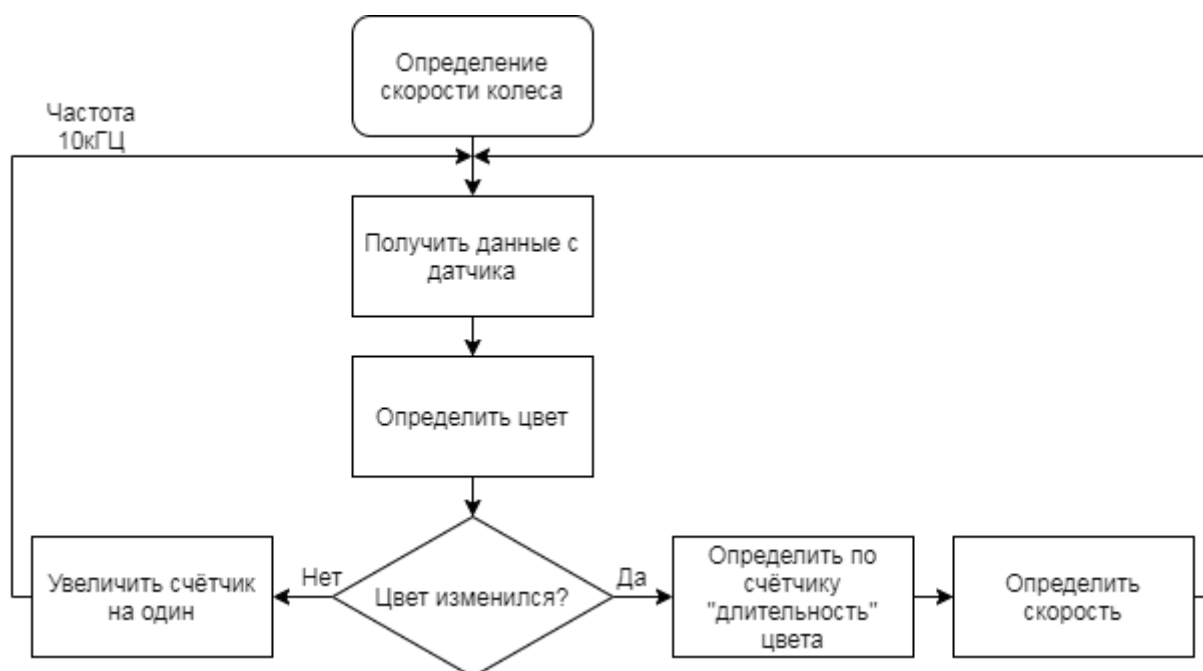 Определение
скорости колеса
Частота
10кГЦ
Получить данные с
датчика
Определить цвет
Цвет изменился?
Нет
Да
Увеличить счётчик
на один
Определить по
счётчику
"длительность"
цвета
Определить
скорость